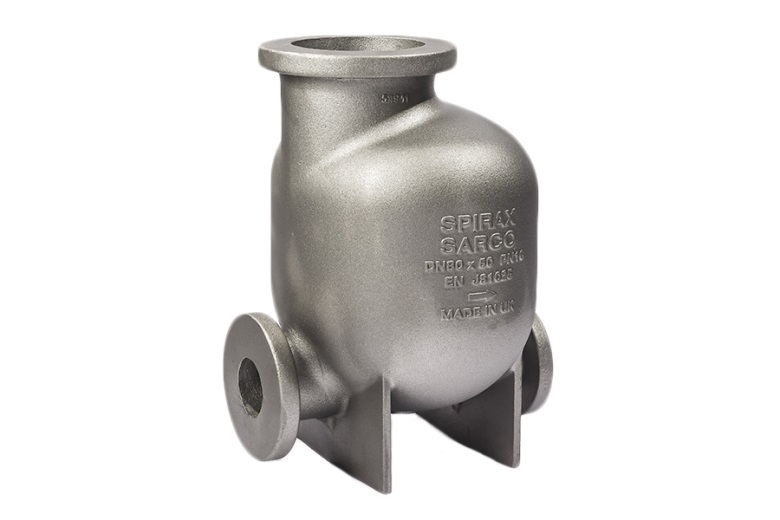 SPIRAX
SARCO
DN80 x 50 PN16
EN JS1025
MADE IN UK